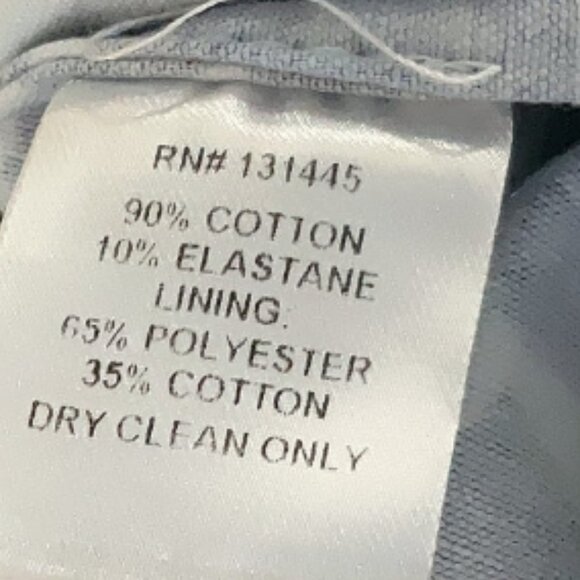 RN# 131445
90% COTTON
10% ELASTANE
LINING:
65% POLYESTER
35% COTTON
DRY CLEAN ONLY